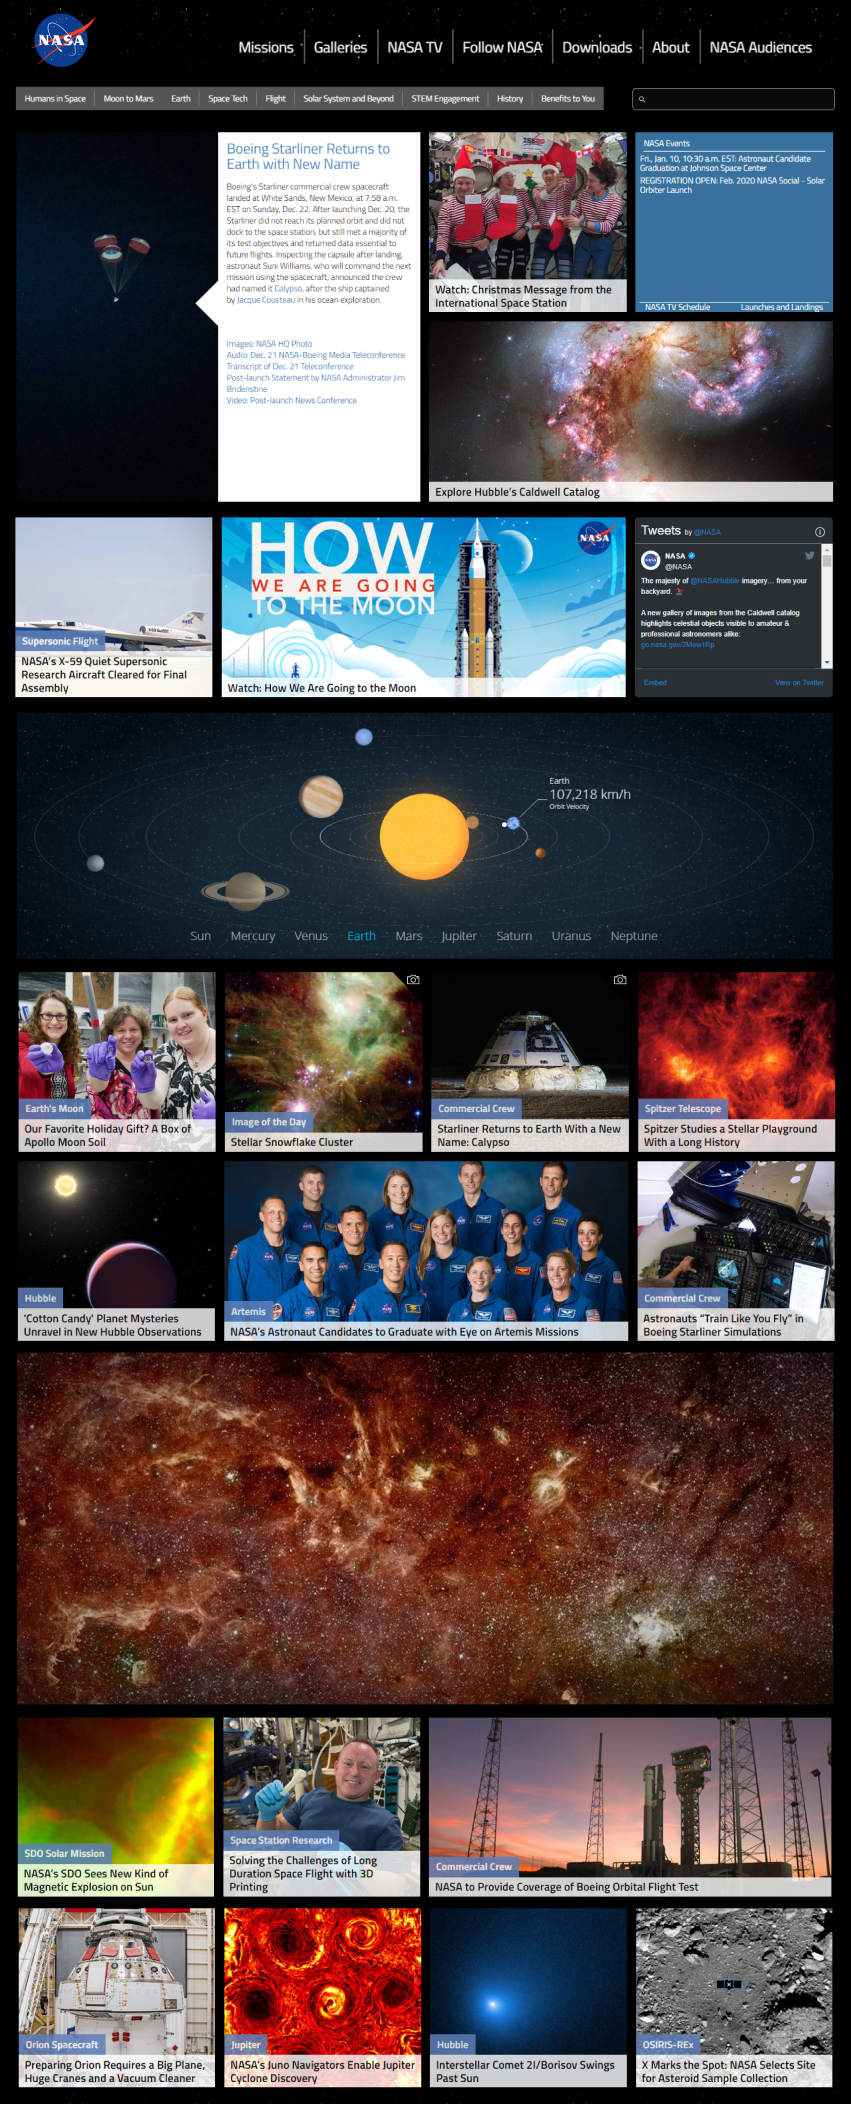 NASA
Missions
Galleries
NASA TV
Follow NASA
Downloads
About
NASA Audiences
Humans in Space
Moon to Mars
Earth
Space Tech
Flight
Solar System and Beyond
STEM Engagement
History
Benefits to You
Boeing Starliner Returns to
Earth with New Name
Boeing's Starliner commercial crew spacecraft
landed at White Sands, New Mexico, at 7:58 a.m.
EST on Sunday, Dec. 22. After launching Dec. 20, the
Starliner did not reach its planned orbit and did not
dock to the space station, but still met a majority of
its test objectives and returned data essential to
future flights. Inspecting the capsule after landing,
astronaut Suni Williams, who will command the next
mission using the spacecraft, announced the crew
had named it Calypso, after the ship captained
by Jacque Cousteau in his ocean exploration.
Images: NASA HQ Photo
Audio: Dec. 21 NASA-Boeing Media Teleconference
Transcript of Dec. 21 Teleconference
Post-launch Statement by NASA Administrator Jim
Bridenstine
Video: Post-launch News Conference
Watch: Christmas Message from the
International Space Station
NASA Events
Fri., Jan. 10, 10:30 a.m. EST: Astronaut Candidate
Graduation at Johnson Space Center
REGISTRATION OPEN: Feb. 2020 NASA Social - Solar
Orbiter Launch
NASA TV Schedule
Launches and Landings
Explore Hubble's Caldwell Catalog
Supersonic Flight
NASA's X-59 Quiet Supersonic
Research Aircraft Cleared for Final
Assembly
HOW
WE ARE GOING
TO THE MOON
NASA
Watch: How We Are Going to the Moon
Tweets by @NASA
NASA
@NASA
The majesty of @NASAHubble imagery... from your
backyard.
A new gallery of images from the Caldwell catalog
highlights celestial objects visible to amateur &
professional astronomers alike:
go.nasa.gov/2Mow1Rp
Embed
View on Twitter
Earth
107,218 km/h
Orbit Velocity
Sun
Mercury
Venus
Earth
Mars
Jupiter
Saturn
Uranus
Neptune
Earth's Moon
Our Favorite Holiday Gift? A Box of
Apollo Moon Soil
Image of the Day
Stellar Snowflake Cluster
Commercial Crew
Starliner Returns to Earth With a New
Name: Calypso
Spitzer Telescope
Spitzer Studies a Stellar Playground
With a Long History
Hubble
'Cotton Candy' Planet Mysteries
Unravel in New Hubble Observations
Artemis
NASA's Astronaut Candidates to Graduate with Eye on Artemis Missions
Commercial Crew
Astronauts "Train Like You Fly" in
Boeing Starliner Simulations
SDO Solar Mission
NASA's SDO Sees New Kind of
Magnetic Explosion on Sun
Space Station Research
Solving the Challenges of Long
Duration Space Flight with 3D
Printing
Commercial Crew
NASA to Provide Coverage of Boeing Orbital Flight Test
Orion Spacecraft
Preparing Orion Requires a Big Plane,
Huge Cranes and a Vacuum Cleaner
Jupiter
NASA's Juno Navigators Enable Jupiter
Cyclone Discovery
Hubble
Interstellar Comet 2I/Borisov Swings
Past Sun
OSIRIS-REx
X Marks the Spot: NASA Selects Site
for Asteroid Sample Collection